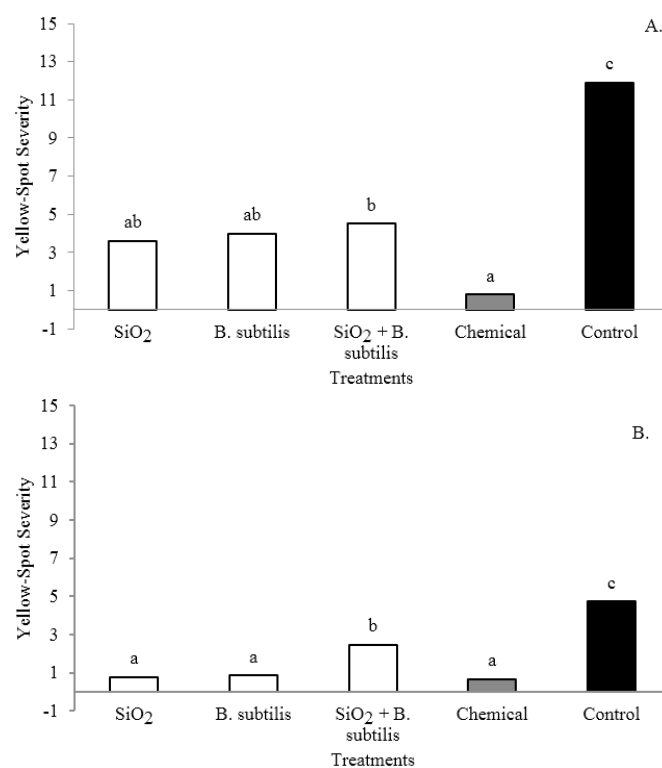 A.
Yellow-Spot Severity
15
13
11
9
7
5
3
1
-1
ab
ab
b
a
c
SiO2
B. subtilis
SiO2 + B.
subtilis
Chemical
Control
Treatments
B.
Yellow-Spot Severity
15
13
11
9
7
5
3
1
-1
a
a
b
a
c
SiO2
B. subtilis
SiO2 + B.
subtilis
Chemical
Control
Treatments